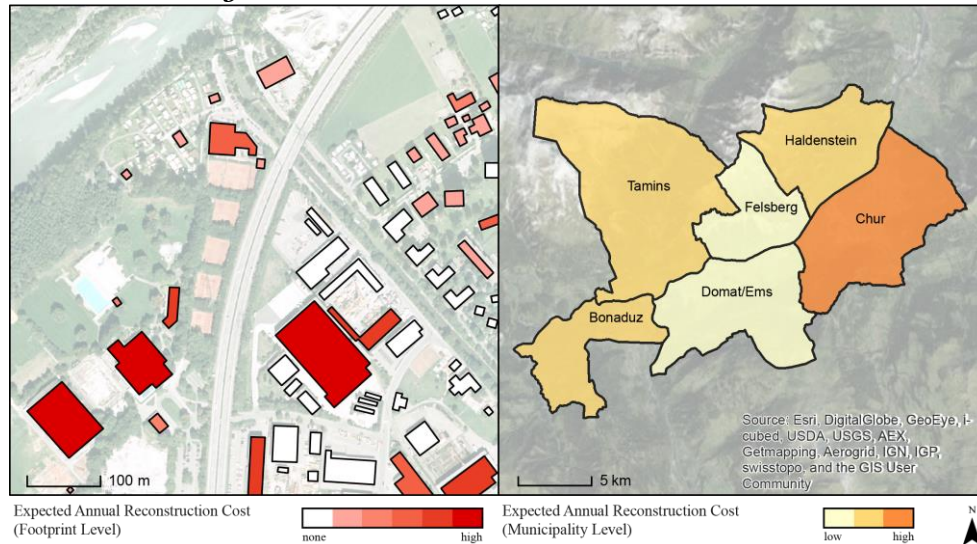 Tamins
Haldenstein
Felsberg
Chur
Domat/Ems
Bonaduz
Source: Esri, DigitalGlobe, GeoEye, i-
cubed, USDA, USGS, AEX,
Getmapping, Aerogrid, IGN, IGP,
swisstopo, and the GIS User
Community
100 m
5 km
Expected Annual Reconstruction Cost
(Footprint Level)
none
high
Expected Annual Reconstruction Cost
(Municipality Level)
low
high
N